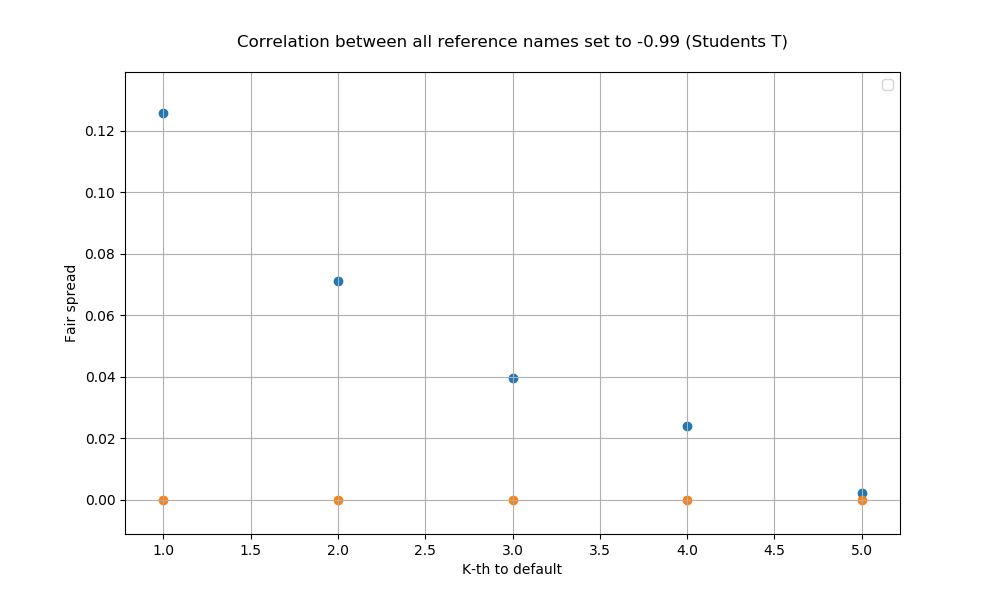 Correlation between all reference names set to -0.99 (Students T)
0.12
0.10
0.08
0.06
0.04
0.02
0.00
Fair spread
1.0 1.5 2.0 2.5 3.0 3.5 4.0 4.5 5.0
K-th to default